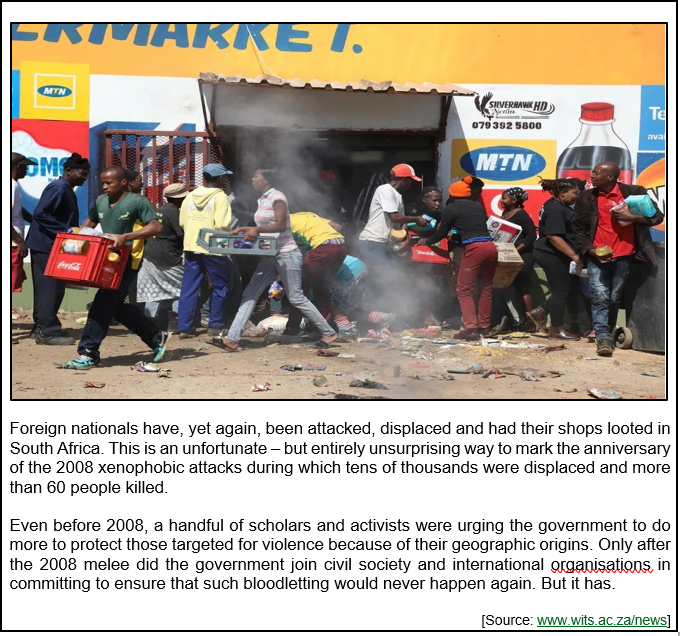 ERMARKET.
MTN
OMO
SILVERHAWK HD
079 392 5800
MTN
Te
ava
Coca-Cola
Foreign nationals have, yet again, been attacked, displaced and had their shops looted in
South Africa. This is an unfortunate – but entirely unsurprising way to mark the anniversary
of the 2008 xenophobic attacks during which tens of thousands were displaced and more
than 60 people killed.
Even before 2008, a handful of scholars and activists were urging the government to do
more to protect those targeted for violence because of their geographic origins. Only after
the 2008 melee did the government join civil society and international organisations in
committing to ensure that such bloodletting would never happen again. But it has.
[Source: www.wits.ac.za/news]